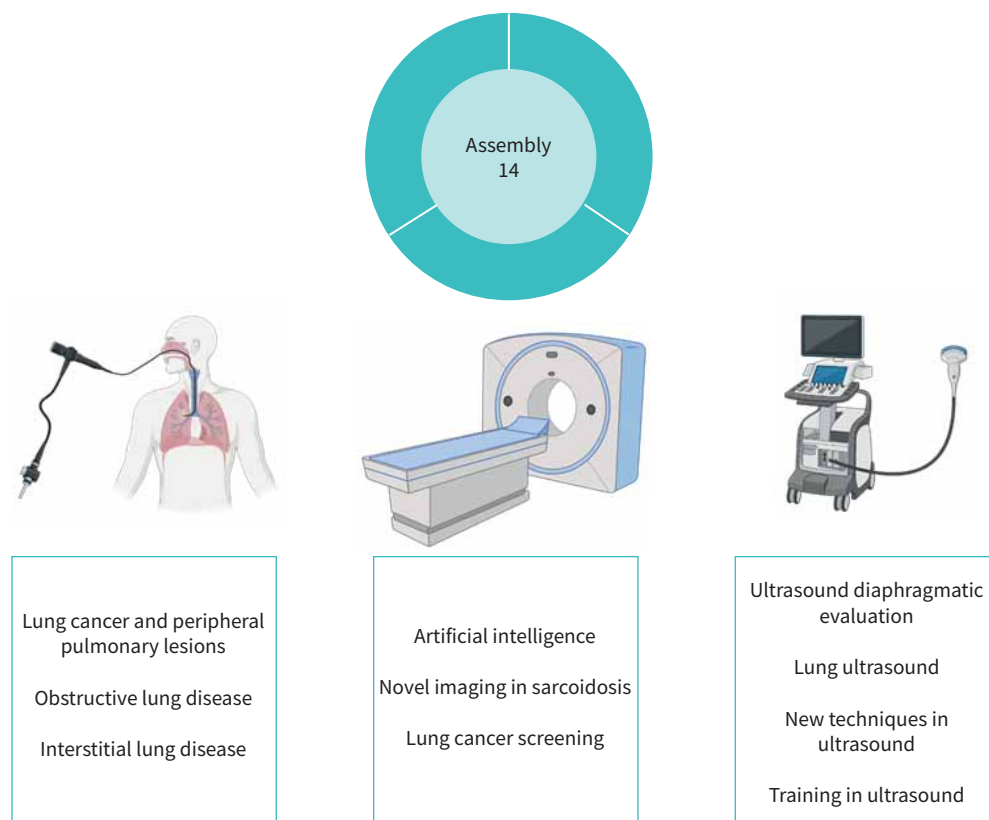 Assembly
14
Lung cancer and peripheral
pulmonary lesions
Obstructive lung disease
Interstitial lung disease
Artificial intelligence
Novel imaging in sarcoidosis
Lung cancer screening
Ultrasound diaphragmatic
evaluation
Lung ultrasound
New techniques in
ultrasound
Training in ultrasound